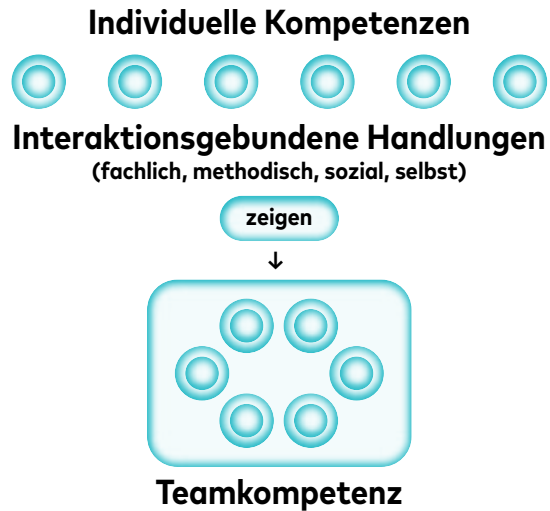 Individuelle Kompetenzen
Interaktionsgebundene Handlungen
(fachlich, methodisch, sozial, selbst)
zeigen
↓
Teamkompetenz